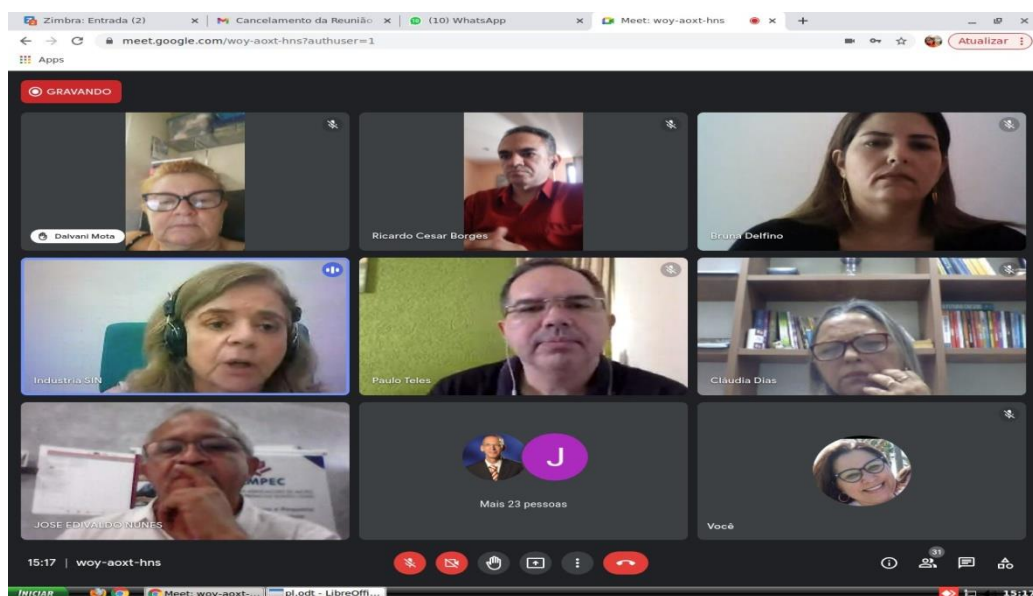 Zimbra: Entrada (2)
Cancelamento da Reunião
(10) WhatsApp
Meet: woy-aoxt-hns
meet.google.com/woy-aoxt-hns?authuser=1
Atualizar
Apps
GRAVANDO
Dalvani Mota
Ricardo Cesar Borges
Bruna Delfino
Industria SIN
Paulo Teles
Cláudia Dias
MPEC
JOSE EDIVALDO NUNES
J
Mais 23 pessoas
Você
15:17 | woy-aoxt-hns
31
INICIAR
Meet: woy-aoxt-...
pl.odt - LibreOffi...